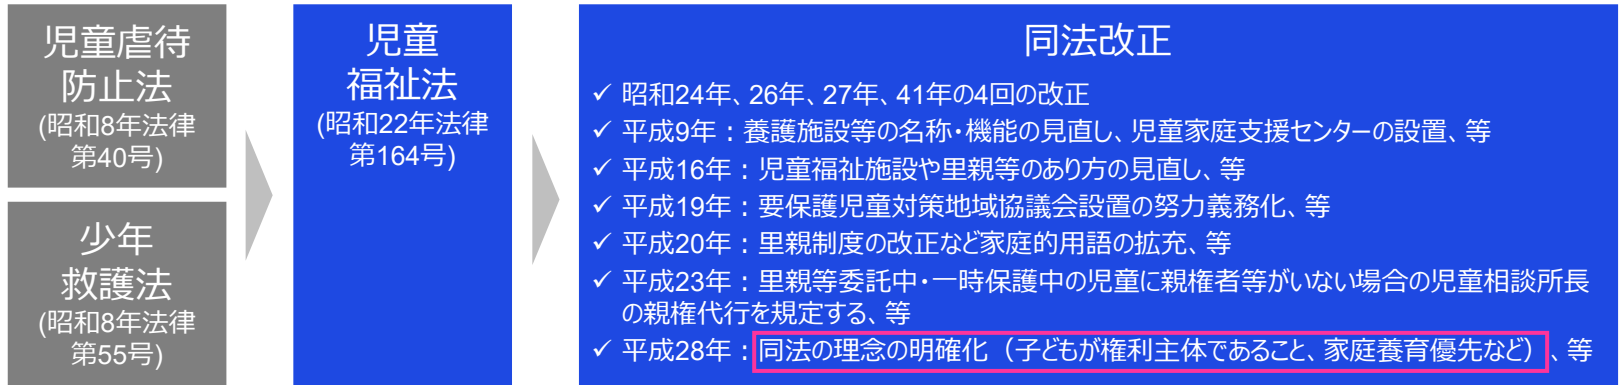 児童虐待
防止法
(昭和8年法律
第40号)
少年
救護法
(昭和8年法律
第55号)
児童
福祉法
(昭和22年法律
第164号)
同法改正
✓ 昭和24年、26年、27年、41年の4回の改正
✓ 平成9年：養護施設等の名称・機能の見直し、児童家庭支援センターの設置、等
✓ 平成16年：児童福祉施設や里親等のあり方の見直し、等
✓ 平成19年：要保護児童対策地域協議会設置の努力義務化、等
✓ 平成20年：里親制度の改正など家庭的用語の拡充、等
✓ 平成23年：里親等委託中・一時保護中の児童に親権者等がいない場合の児童相談所長
の親権代行を規定する、等
✓ 平成28年：同法の理念の明確化（子どもが権利主体であること、家庭養育優先など）、等